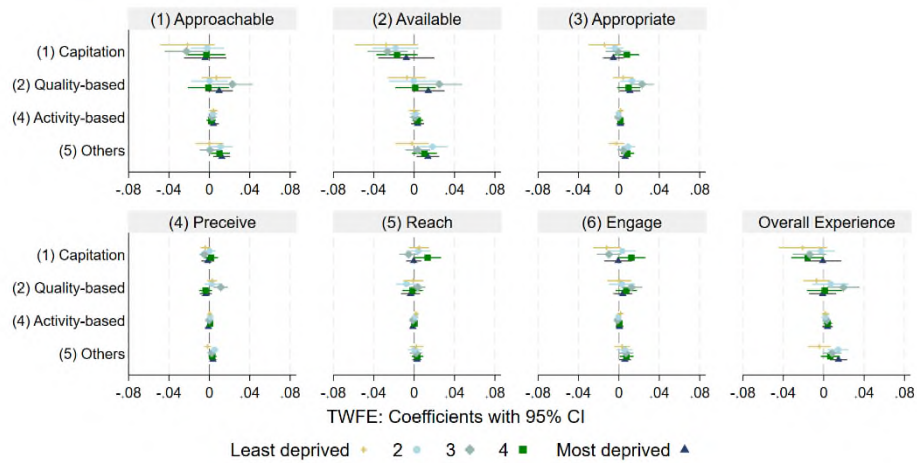 (1) Approachable (2) Available (3) Appropriate
(1) Capitation
(2) Quality-based
(4) Activity-based
(5) Others
-.08 -.04 0 .04 .08 -.08 -.04 0 .04 .08 -.08 -.04 0 .04 .08
(4) Preceive (5) Reach (6) Engage Overall Experience
(1) Capitation
(2) Quality-based
(4) Activity-based
(5) Others
-.08 -.04 0 .04 .08 -.08 -.04 0 .04 .08 -.08 -.04 0 .04 .08 -.08 -.04 0 .04 .08
TWFE: Coefficients with 95% CI
Least deprived 2 3 4 Most deprived